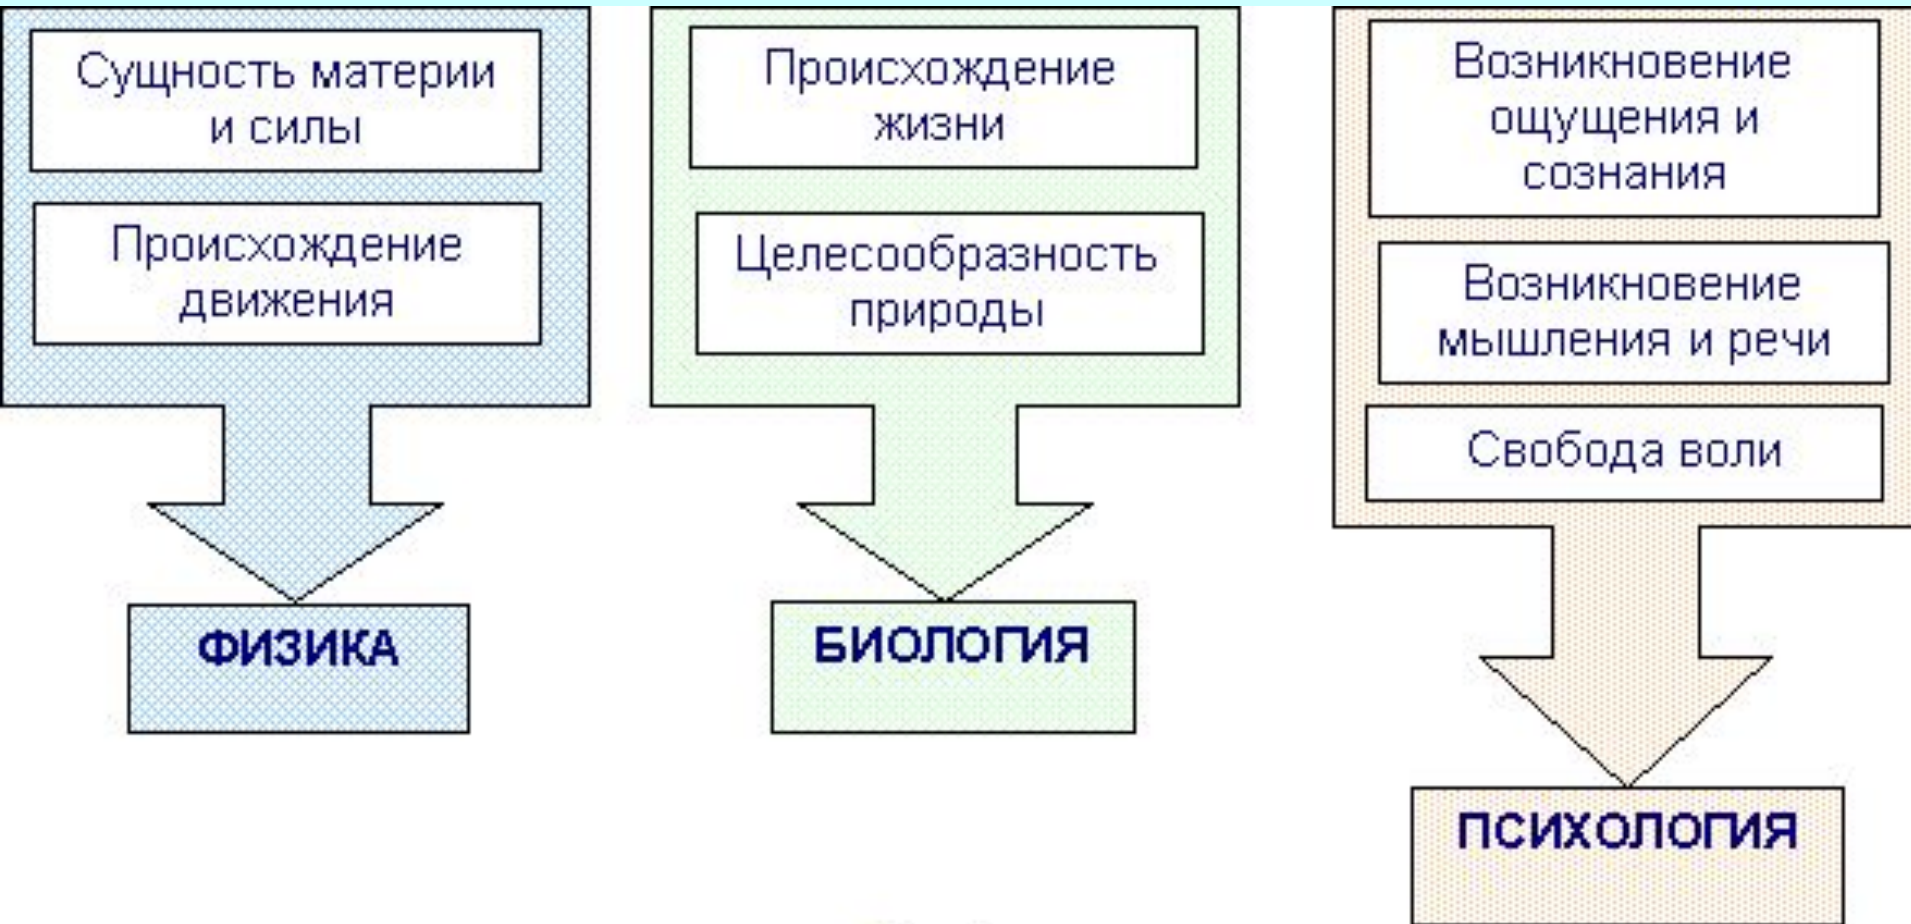 Сущность материи
и силы
Происхождение
движения
ФИЗИКА
Происхождение
жизни
Целесообразность
природы
БИОЛОГИЯ
Возникновение
ощущения и
сознания
Возникновение
мышления и речи
Свобода воли
ПСИХОЛОГИЯ